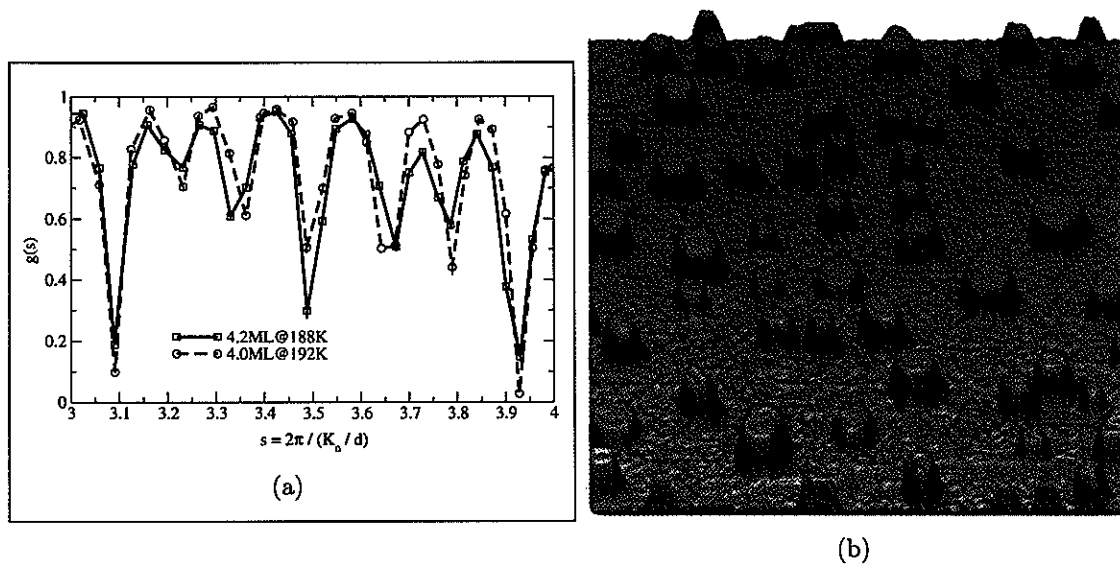 1
0.8
0.6
0.4
0.2
0
g(s)
4.2ML@188K
4.0ML@192K
3 3.1 3.2 3.3 3.4 3.5 3.6 3.7 3.8 3.9 4
s = 2π / (K₀ / d)
(a)
(b)